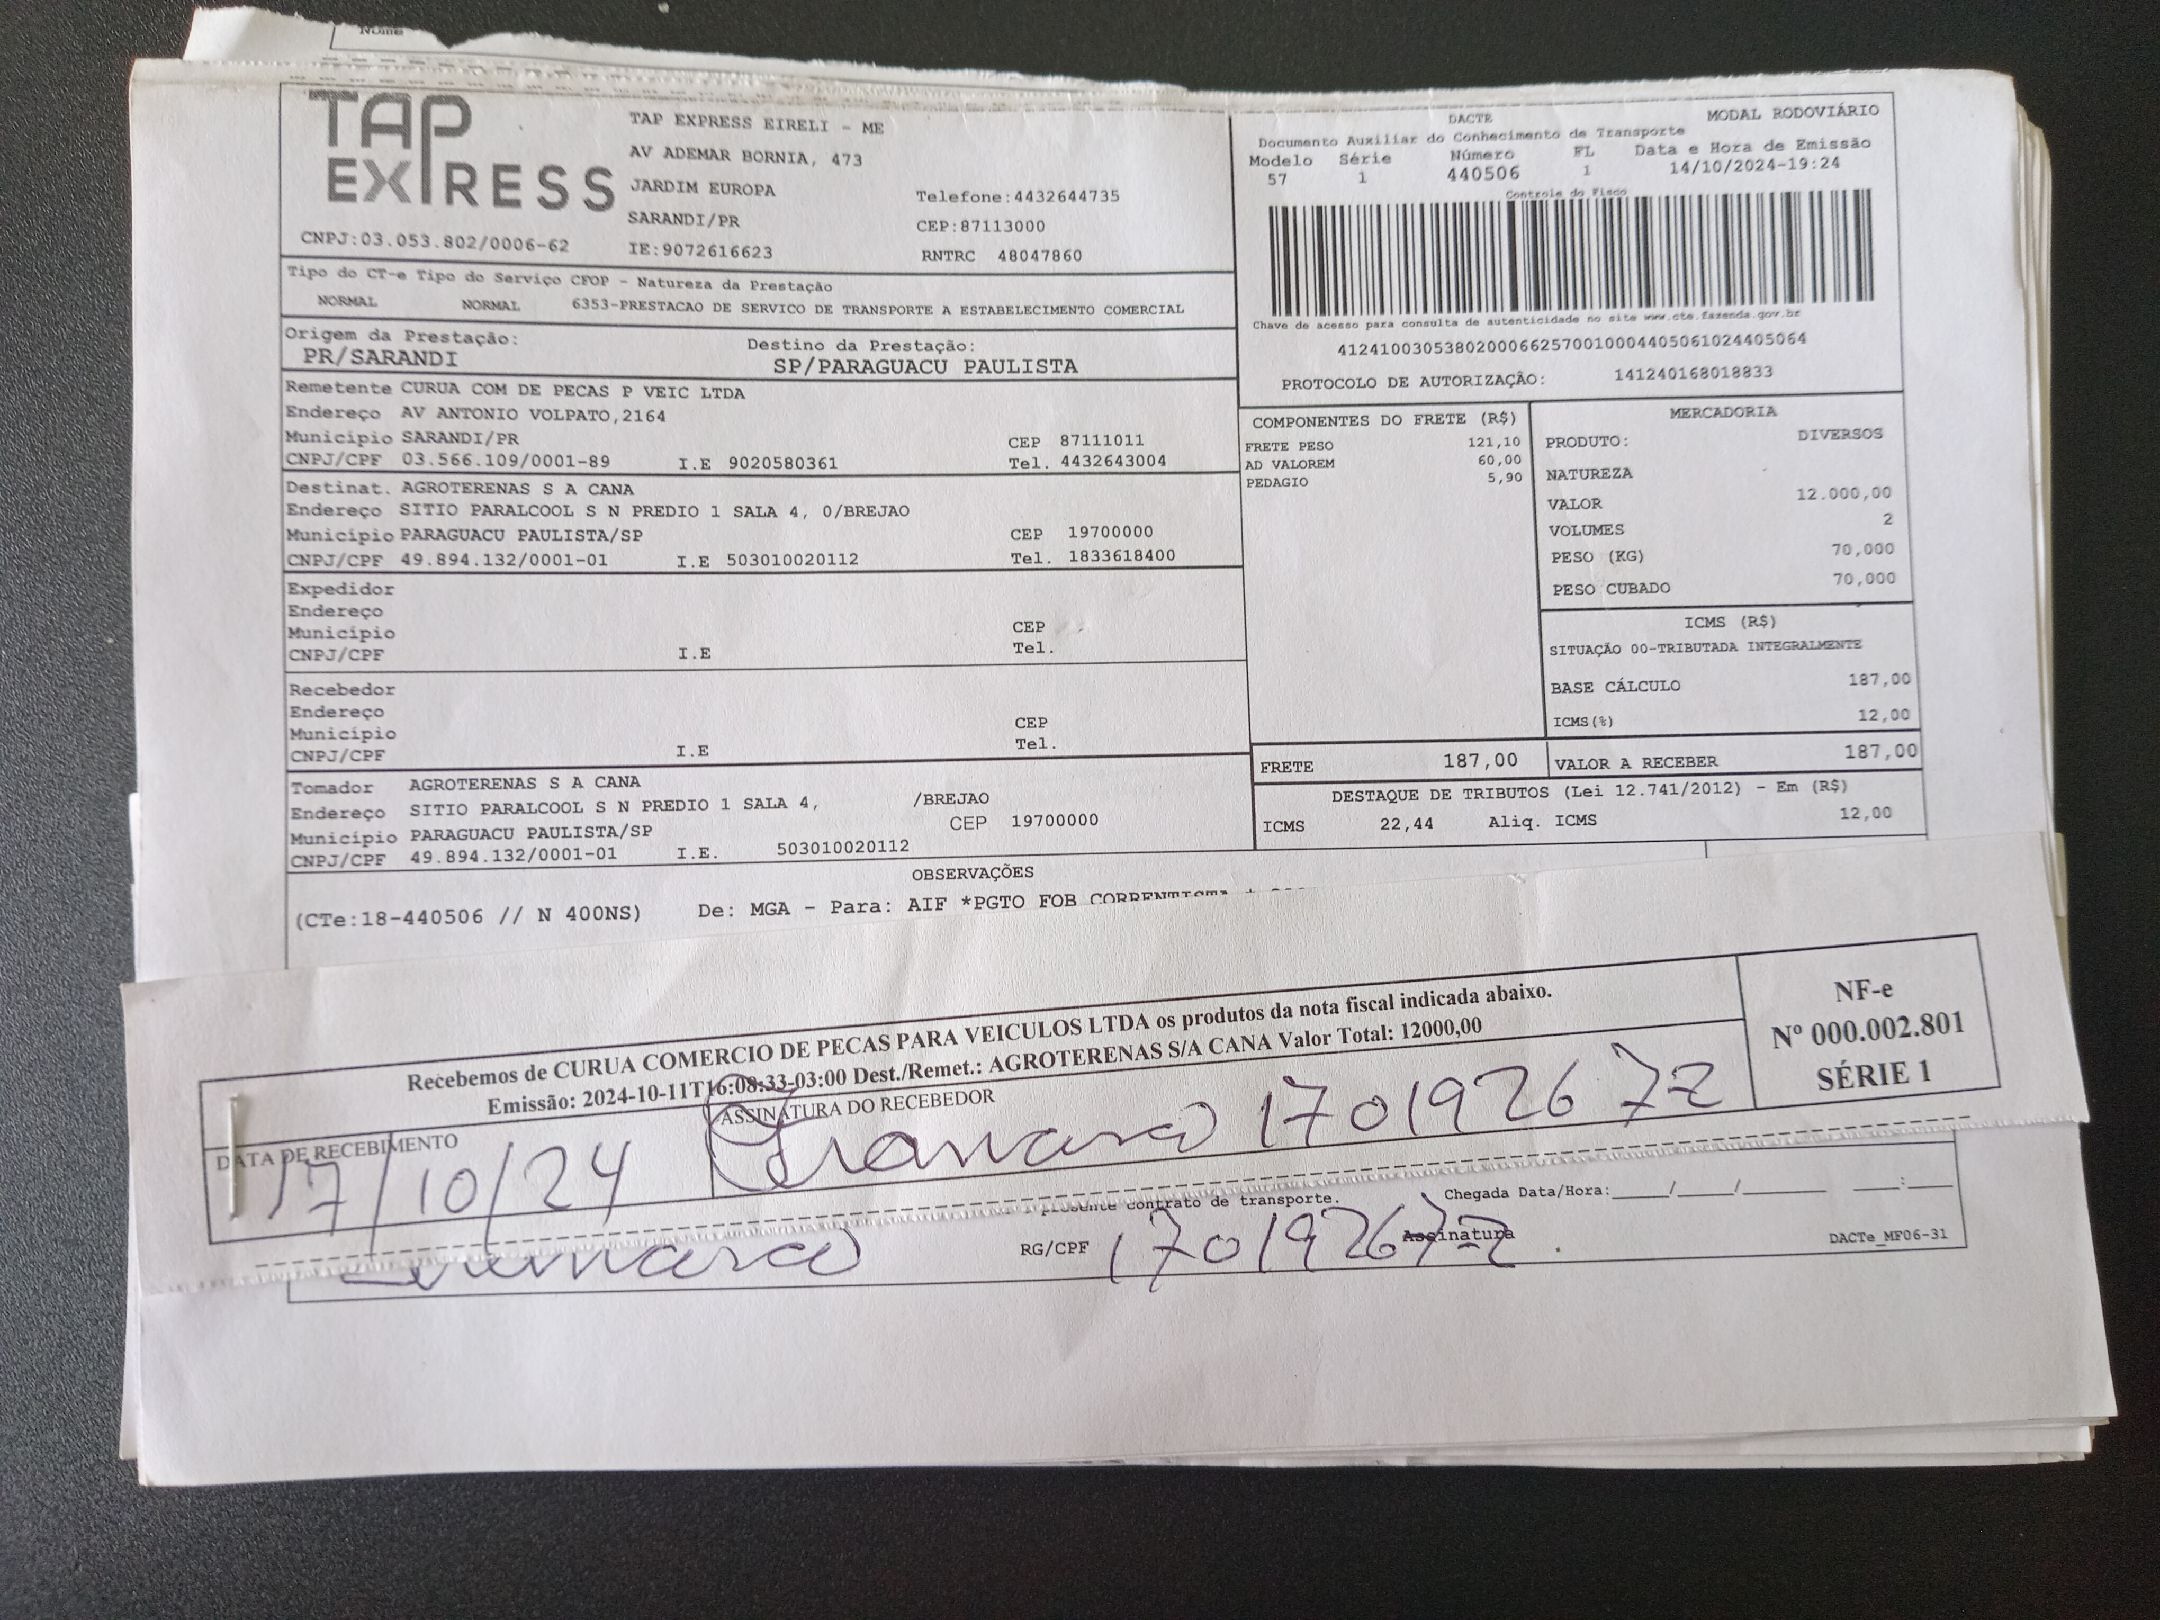 Nome
TAP EXPRESS
CNPJ:03.053.802/0006-62
TAP EXPRESS EIRELI - ME
AV ADEMAR BORNIA, 473
JARDIM EUROPA
SARANDI/PR
IE:9072616623
Telefone:4432644735
CEP:87113000
RNTRC 48047860
DACTE MODAL RODOVIÁRIO
Documento Auxiliar do Conhecimento de Transporte
Modelo Série Número FL Data e Hora de Emissão
57 1 440506 1 14/10/2024-19:24
Controle do Fisco
Chave de acesso para consulta de autenticidade no site www.cte.fazenda.gov.br
41241003053802000662570010004405061024405064
PROTOCOLO DE AUTORIZAÇÃO: 141240168018833
Tipo do CT-e Tipo do Serviço CFOP - Natureza da Prestação
NORMAL NORMAL 6353-PRESTACAO DE SERVICO DE TRANSPORTE A ESTABELECIMENTO COMERCIAL
Origem da Prestação: Destino da Prestação:
PR/SARANDI SP/PARAGUACU PAULISTA
Remetente CURUA COM DE PECAS P VEIC LTDA
Endereço AV ANTONIO VOLPATO,2164
Município SARANDI/PR CEP 87111011
CNPJ/CPF 03.566.109/0001-89 I.E 9020580361 Tel. 4432643004
Destinat. AGROTERENAS S A CANA
Endereço SITIO PARALCOOL S N PREDIO 1 SALA 4, 0/BREJAO
Município PARAGUACU PAULISTA/SP CEP 19700000
CNPJ/CPF 49.894.132/0001-01 I.E 503010020112 Tel. 1833618400
Expedidor
Endereço
Município CEP
CNPJ/CPF I.E Tel.
Recebedor
Endereço
Município CEP
CNPJ/CPF I.E Tel.
Tomador AGROTERENAS S A CANA
Endereço SITIO PARALCOOL S N PREDIO 1 SALA 4, /BREJAO
Município PARAGUACU PAULISTA/SP CEP 19700000
CNPJ/CPF 49.894.132/0001-01 I.E. 503010020112
COMPONENTES DO FRETE (R$)
FRETE PESO 121,10
AD VALOREM 60,00
PEDAGIO 5,90
MERCADORIA
PRODUTO: DIVERSOS
NATUREZA
VALOR 12.000,00
VOLUMES 2
PESO (KG) 70,000
PESO CUBADO 70,000
ICMS (R$)
SITUAÇÃO 00-TRIBUTADA INTEGRALMENTE
BASE CÁLCULO 187,00
ICMS(%) 12,00
FRETE 187,00 VALOR A RECEBER 187,00
DESTAQUE DE TRIBUTOS (Lei 12.741/2012) - Em (R$)
ICMS 22,44 Aliq. ICMS 12,00
OBSERVAÇÕES
(CTe:18-440506 // N 400NS) De: MGA - Para: AIF *PGTO FOB CORRENTISTA
Recebemos de CURUA COMERCIO DE PECAS PARA VEICULOS LTDA os produtos da nota fiscal indicada abaixo.
Emissão: 2024-10-11T16:08:33-03:00 Dest./Remet.: AGROTERENAS S/A CANA Valor Total: 12000,00
NF-e
Nº 000.002.801
SÉRIE 1
DATA DE RECEBIMENTO ASSINATURA DO RECEBEDOR
17/10/24 170192672
presente contrato de transporte. Chegada Data/Hora:____/____/______ ____:____
RG/CPF 170192672 Assinatura DACTe_MF06-31